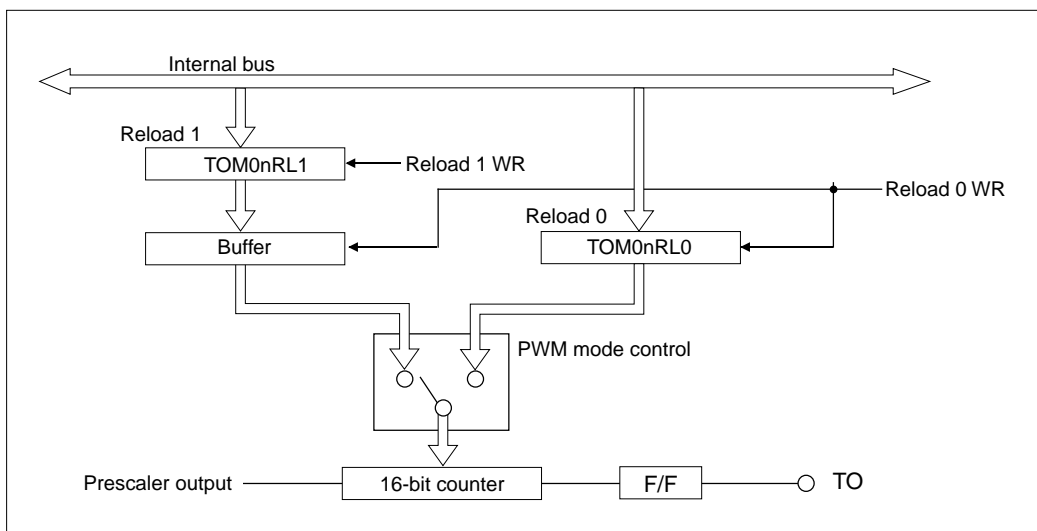 Internal bus
Reload 1
TOM0nRL1
Reload 1 WR
Reload 0 WR
Reload 0
Buffer
TOM0nRL0
PWM mode control
Prescaler output
16-bit counter
F/F
TO